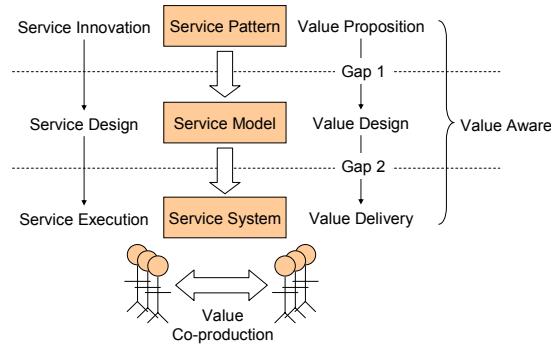 Service Innovation
Service Pattern
Value Proposition
Gap 1
Service Design
Service Model
Value Design
Value Aware
Gap 2
Service Execution
Service System
Value Delivery
Value
Co-production